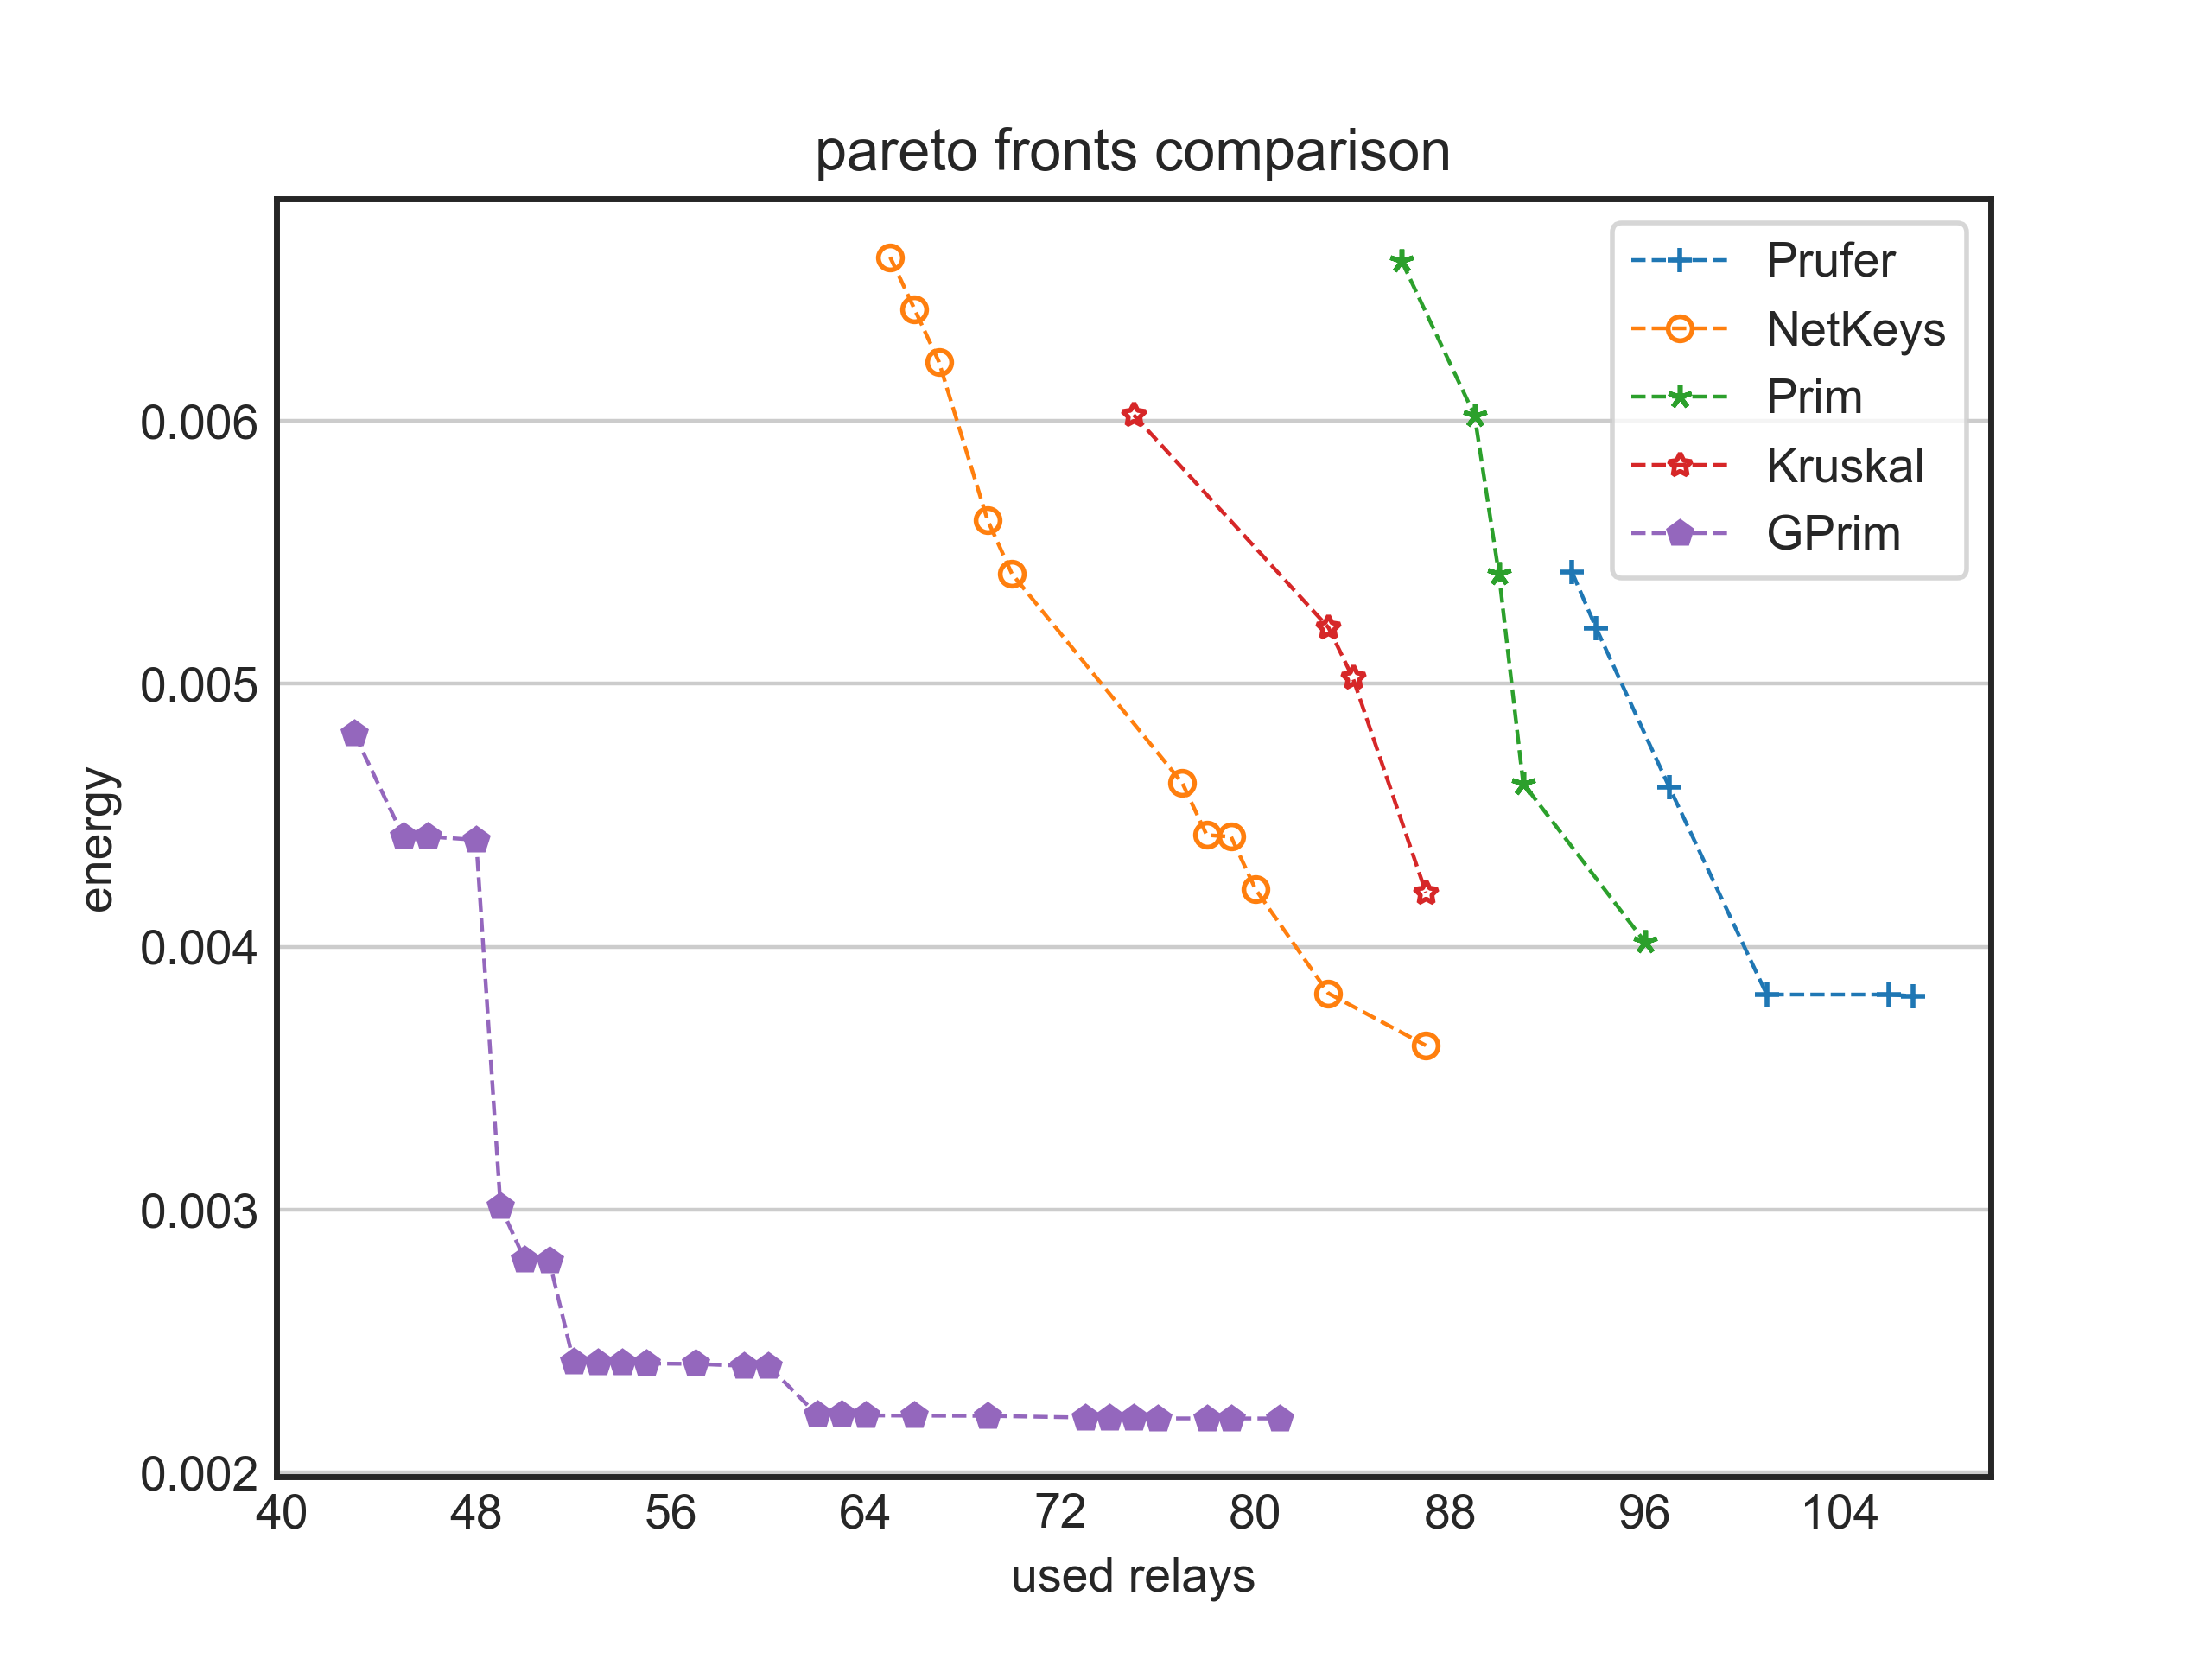 pareto fronts comparison
Prufer
NetKeys
Prim
Kruskal
GPrim
energy
0.006
0.005
0.004
0.003
0.002
40 48 56 64 72 80 88 96 104
used relays